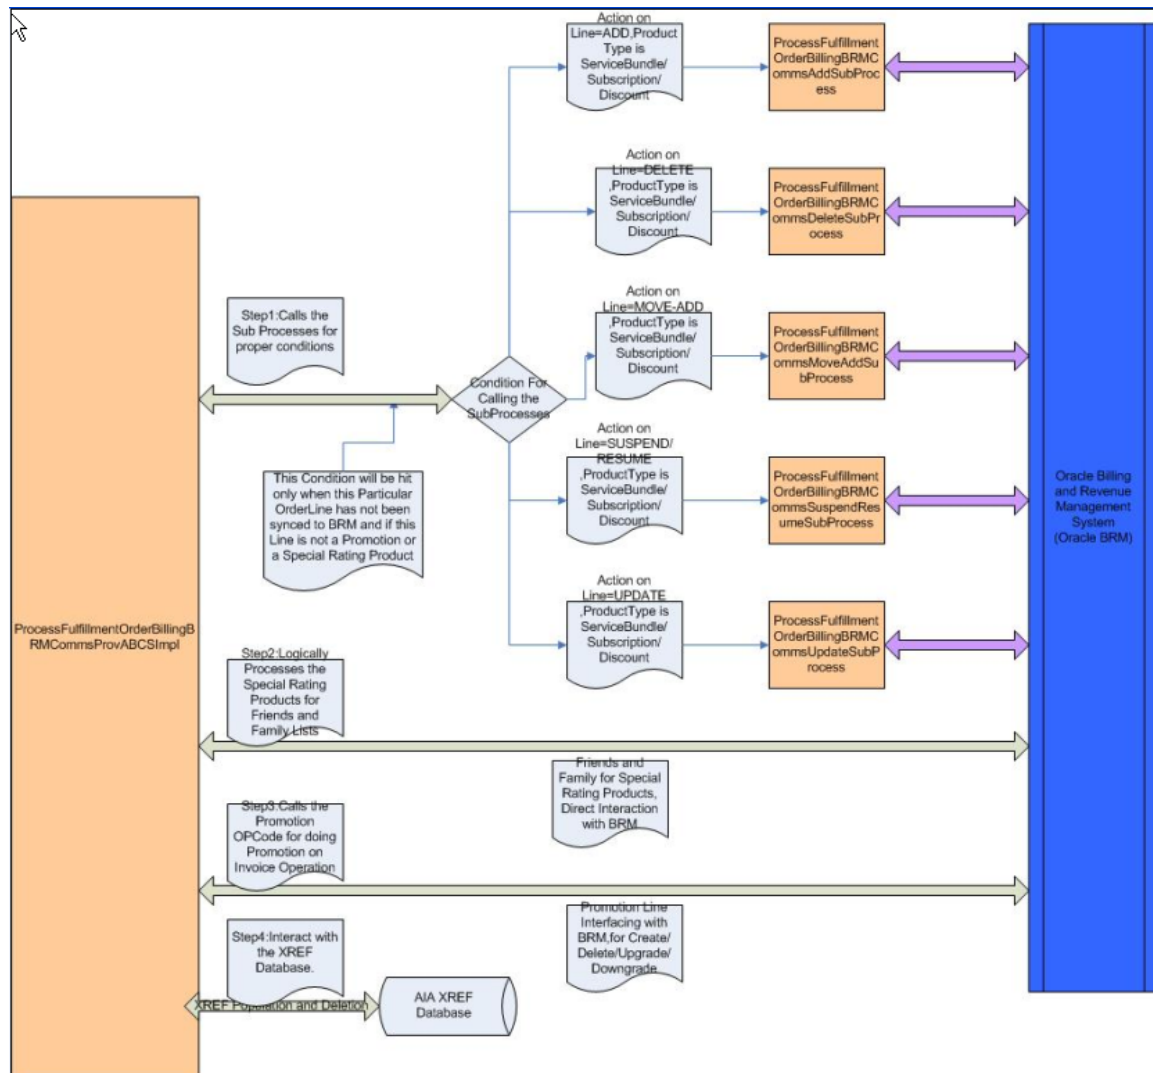 Action on
Line=ADD,Product
Type is
ServiceBundle/
Subscription/
Discount
ProcessFulfillment
OrderBillingBRMC
ommsAddSubProc
ess
Action on
Line=DELETE
,ProductType is
ServiceBundle/
Subscription/
Discount
ProcessFulfillment
OrderBillingBRMC
ommsDeleteSubPr
ocess
Step1:Calls the
Sub Processes for
proper conditions
Action on
Line=MOVE-ADD
,ProductType is
ServiceBundle/
Subscription/
Discount
ProcessFulfillment
OrderBillingBRMC
ommsMoveAddSu
bProcess
Condition For
Calling the
SubProcesses
This Condition will be hit
only when this Particular
OrderLine has not been
synced to BRM and if this
Line is not a Promotion or
a Special Rating Product
Action on
Line=SUSPEND/
RESUME
,ProductType is
ServiceBundle/
Subscription/
Discount
ProcessFulfillment
OrderBillingBRMC
ommsSuspendRes
umeSubProcess
Oracle Billing
and Revenue
Management
System
(Oracle BRM)
Action on
Line=UPDATE
,ProductType is
ServiceBundle/
Subscription/
Discount
ProcessFulfillment
OrderBillingBRMC
ommsUpdateSubP
rocess
ProcessFulfillmentOrderBillingB
RMCommsProvABCSImpl
Step2:Logically
Processes the
Special Rating
Products for
Friends and
Family Lists
Friends and
Family for Special
Rating Products,
Direct Interaction
with BRM
Step3:Calls the
Promotion
OPCode for doing
Promotion on
Invoice Operation
Promotion Line
Interfacing with
BRM,for Create/
Delete/Upgrade/
Downgrade
Step4:Interact with
the XREF
Database.
XREF Population and Deletion
AIA XREF
Database